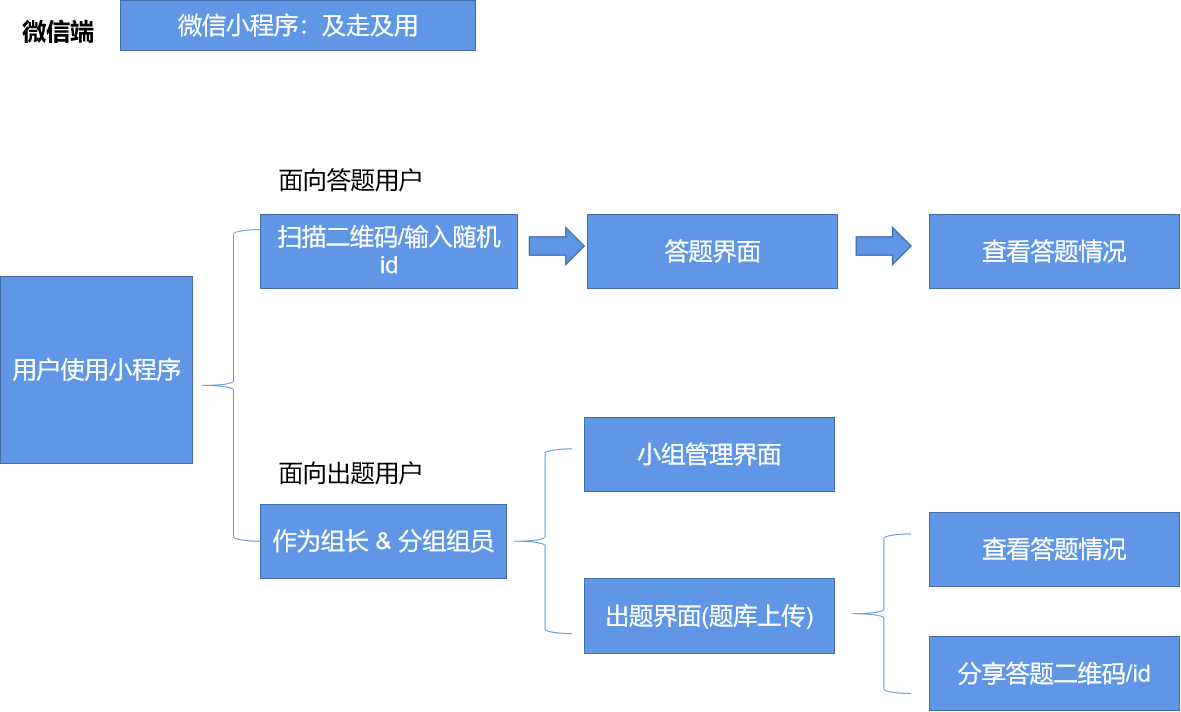 微信端
微信小程序：及走及用
面向答题用户
扫描二维码/输入随机
id
答题界面
查看答题情况
用户使用小程序
面向出题用户
作为组长 & 分组组员
小组管理界面
出题界面(题库上传)
查看答题情况
分享答题二维码/id